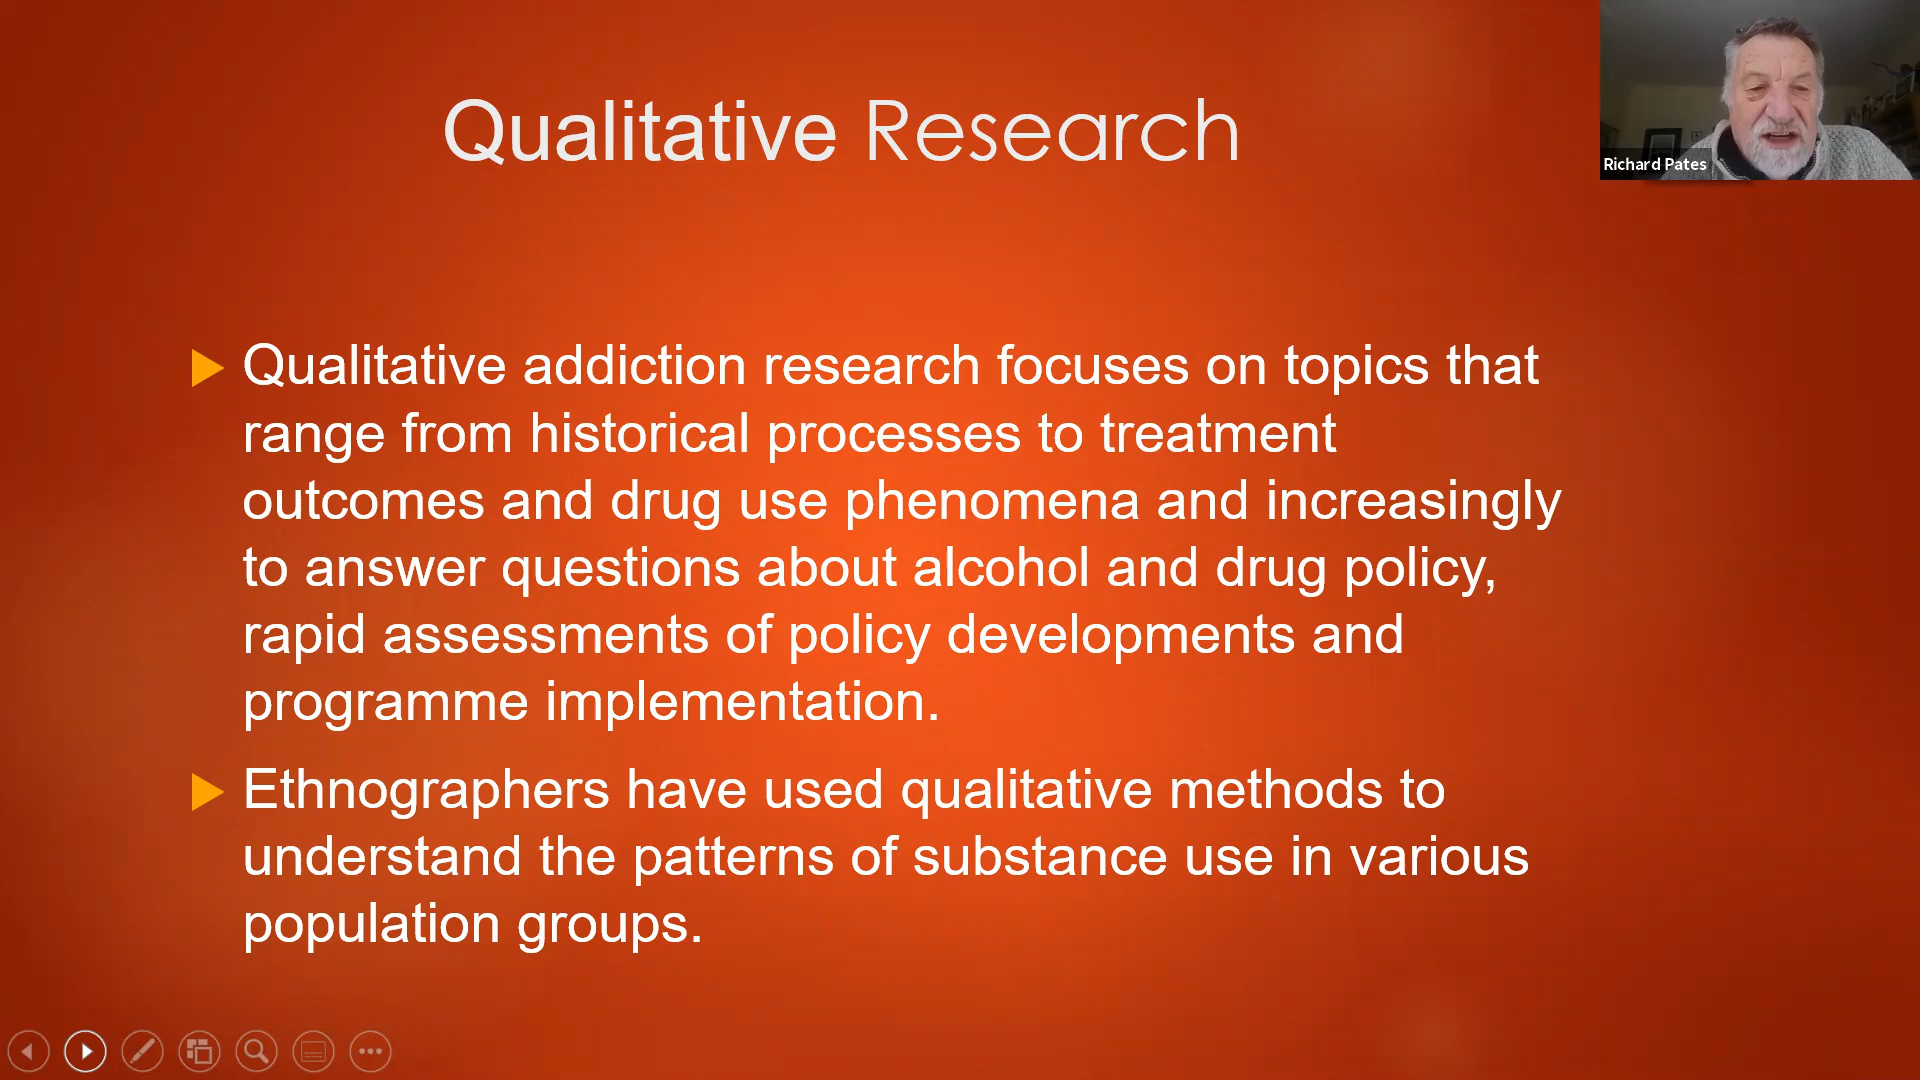 Qualitative Research
Richard Pates
Qualitative addiction research focuses on topics that
range from historical processes to treatment
outcomes and drug use phenomena and increasingly
to answer questions about alcohol and drug policy,
rapid assessments of policy developments and
programme implementation.
Ethnographers have used qualitative methods to
understand the patterns of substance use in various
population groups.